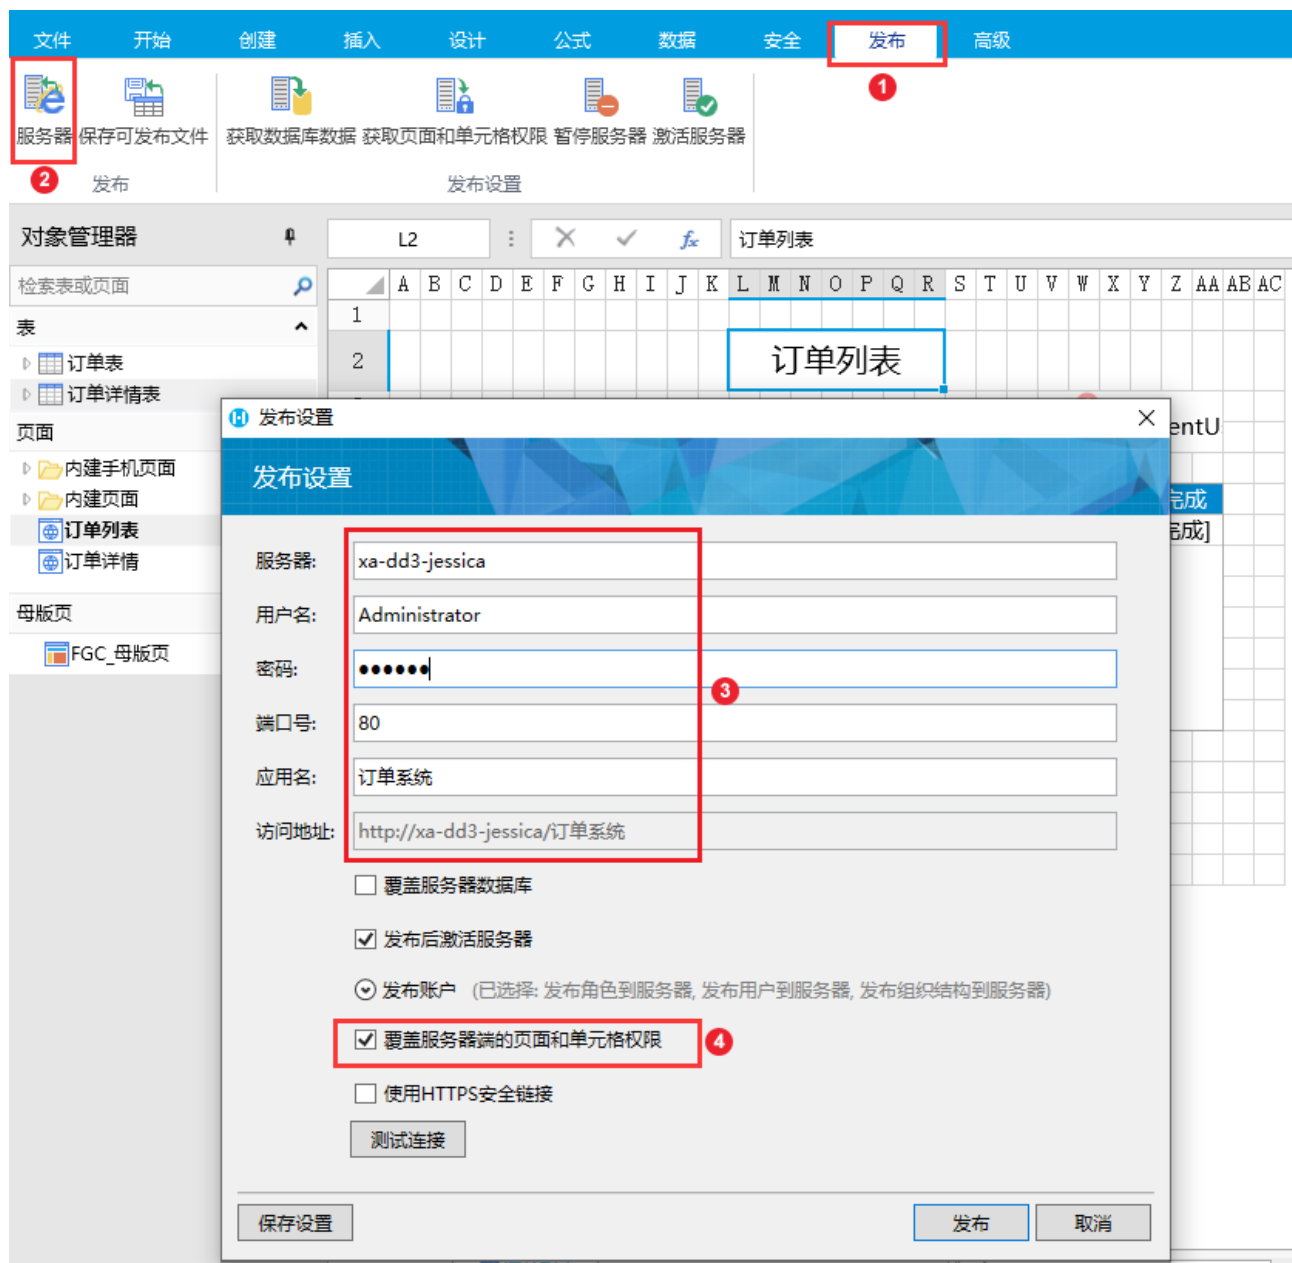 文件 开始 创建 插入 设计 公式 数据 安全 发布 高级
1
服务器 保存可发布文件 获取数据库数据 获取页面和单元格权限 暂停服务器 激活服务器
2 发布 发布设置
对象管理器 L2 fx 订单列表
检索表或页面 A B C D E F G H I J K L M N O P Q R S T U V W X Y Z AA AB AC
表 1
订单表 2 订单列表
订单详情表
发布设置
页面 entU
内建手机页面
发布设置
内建页面 完成
订单列表 完成]
订单详情
服务器: xa-dd3-jessica
母版页
用户名: Administrator
FGC_母版页
密码: ●●●●●●
3
端口号: 80
应用名: 订单系统
访问地址: http://xa-dd3-jessica/订单系统
覆盖服务器数据库
发布后激活服务器
发布账户 (已选择: 发布角色到服务器, 发布用户到服务器, 发布组织结构到服务器)
覆盖服务器端的页面和单元格权限 4
使用HTTPS安全链接
测试连接
保存设置 发布 取消